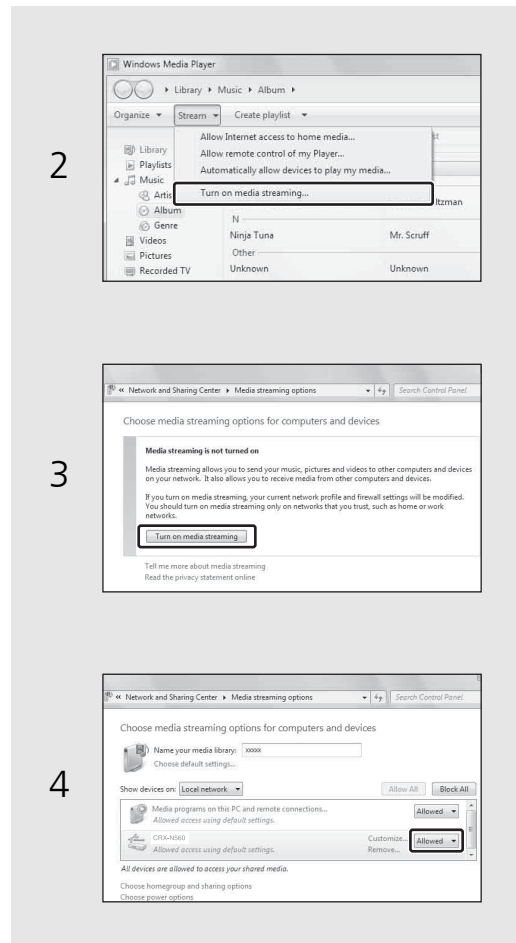 2
Windows Media Player
Library ▸ Music ▸ Album ▸
Organize ▾ Stream ▾ Create playlist ▾
Allow Internet access to home media...
Library
Allow remote control of my Player...
Playlists
Automatically allow devices to play my media...
Music
Turn on media streaming...
Artis
ltzman
Album
N
Genre
Ninja Tuna Mr. Scruff
Videos
Other
Pictures
Recorded TV Unknown Unknown
3
« Network and Sharing Center ▸ Media streaming options Search Control Panel
Choose media streaming options for computers and devices
Media streaming is not turned on
Media streaming allows you to send your music, pictures and videos to other computers and devices
on your network. It also allows you to receive media from other computers and devices.
If you turn on media streaming, your current network profile and firewall settings will be modified.
You should turn on media streaming only on networks that you trust, such as home or work
networks.
Turn on media streaming
Tell me more about media streaming
Read the privacy statement online
4
« Network and Sharing Center ▸ Media streaming options Search Control Panel
Choose media streaming options for computers and devices
Name your media library: xxxxx
Choose default settings...
Show devices on: Local network ▾ Allow All Block All
Media programs on this PC and remote connections... Allowed ▾
Allowed access using default settings.
CRX-N560 Customize... Allowed ▾
Allowed access using default settings. Remove...
All devices are allowed to access your shared media.
Choose homegroup and sharing options
Choose power options